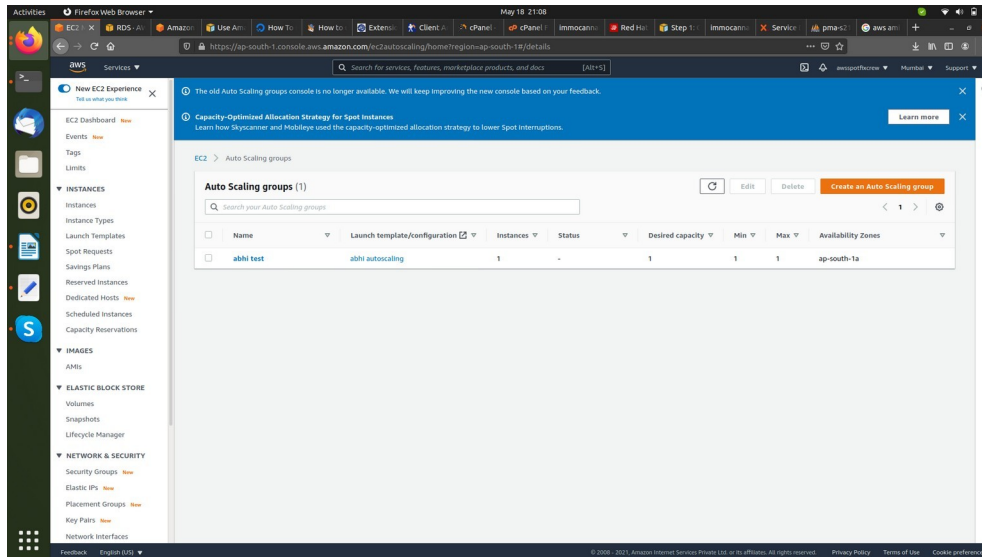 Activities Firefox Web Browser May 18 21:08
EC2 RDS - AW Amazon Use Am How To How to Extensi Client A cPanel - cPanel immocanna Red Hat Step 1: immocanna Service pma-s2 aws am
https://ap-south-1.console.aws.amazon.com/ec2autoscaling/home?region=ap-south-1#/details
aws Services Search for services, features, marketplace products, and docs [Alt+S] awsspotfixcrew Mumbai Support
New EC2 Experience
Tell us what you think
The old Auto Scaling groups console is no longer available. We will keep improving the new console based on your feedback.
Capacity-Optimized Allocation Strategy for Spot Instances
Learn how Skyscanner and Mobileye used the capacity-optimized allocation strategy to lower Spot interruptions.
Learn more
EC2 Dashboard New
Events New
Tags
Limits
INSTANCES
Instances
Instance Types
Launch Templates
Spot Requests
Savings Plans
Reserved Instances
Dedicated Hosts New
Scheduled Instances
Capacity Reservations
IMAGES
AMIs
ELASTIC BLOCK STORE
Volumes
Snapshots
Lifecycle Manager
NETWORK & SECURITY
Security Groups New
Elastic IPs New
Placement Groups New
Key Pairs New
Network Interfaces
EC2 > Auto Scaling groups
Auto Scaling groups (1) Edit Delete Create an Auto Scaling group
Search your Auto Scaling groups 1
Name Launch template/configuration Instances Status Desired capacity Min Max Availability Zones
abhi test abhi autoscaling 1 - 1 1 1 ap-south-1a
Feedback English (US) © 2008 - 2021, Amazon Internet Services Private Ltd. or its affiliates. All rights reserved. Privacy Policy Terms of Use Cookie preference